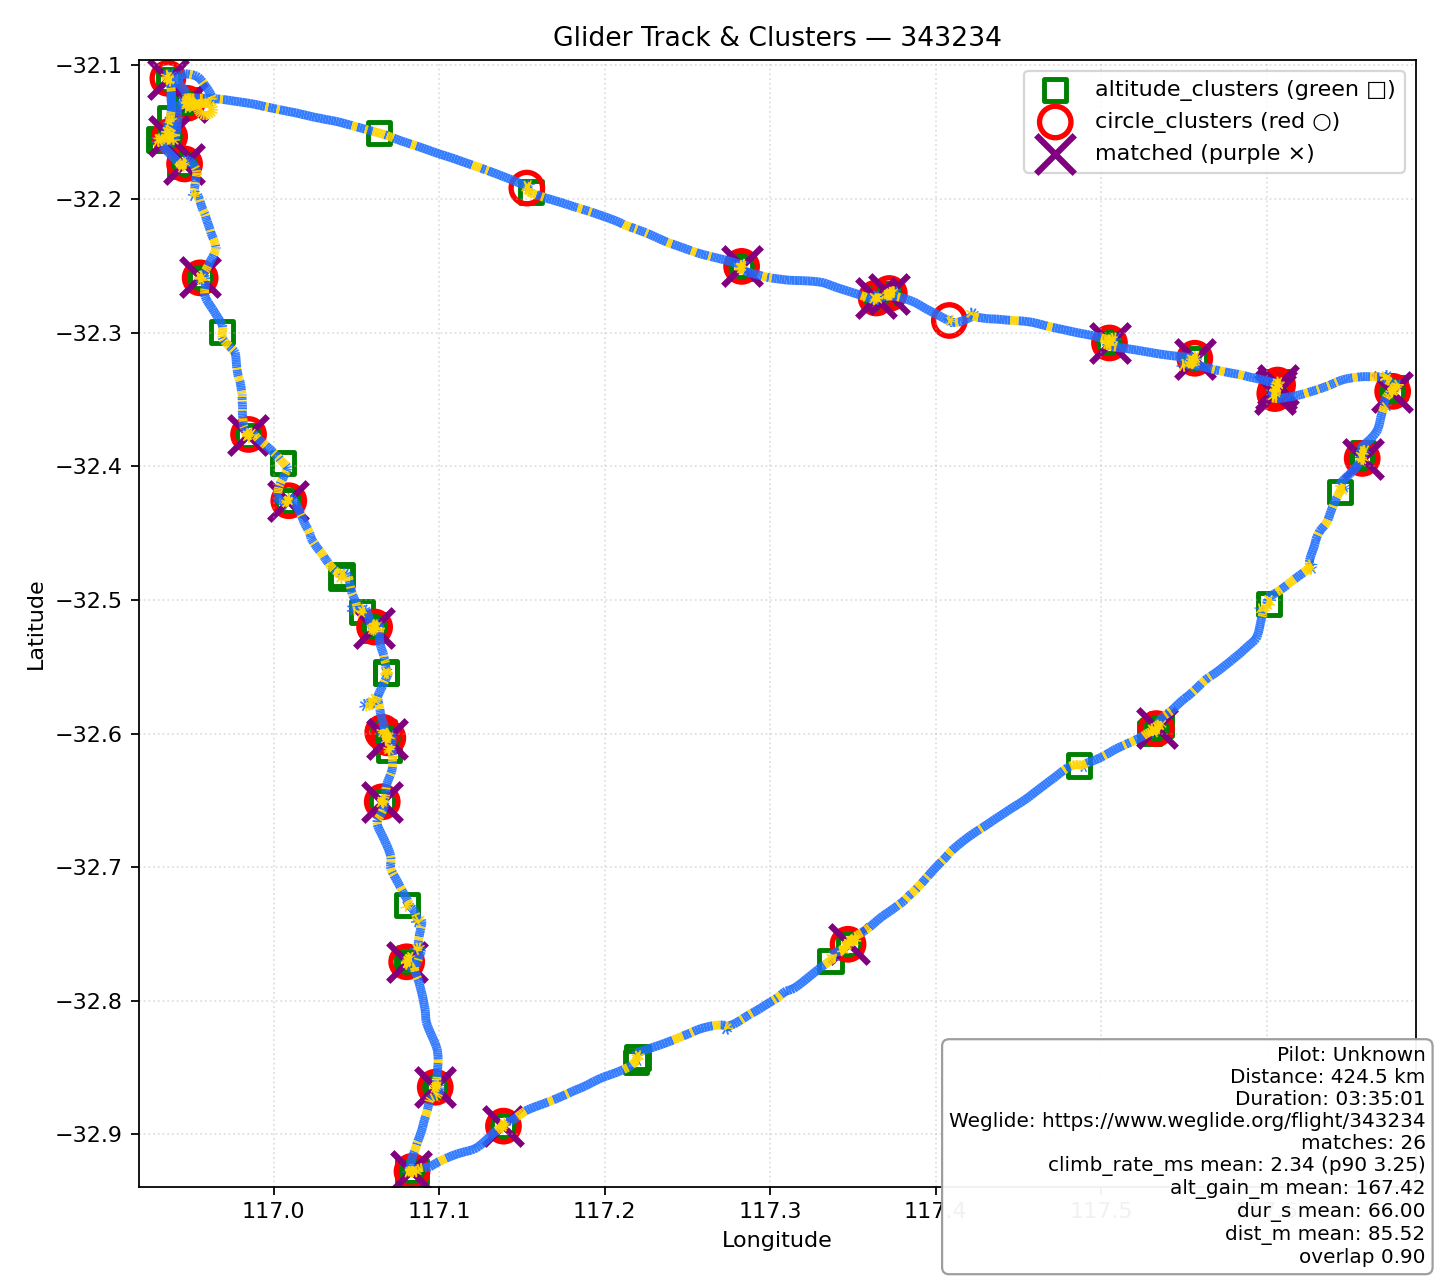 Glider Track & Clusters — 343234
altitude_clusters (green □)
circle_clusters (red ○)
matched (purple ×)
−32.1
−32.2
−32.3
−32.4
−32.5
−32.6
−32.7
−32.8
−32.9
Latitude
117.0
117.1
117.2
117.3
117.4
117.5
Longitude
Pilot: Unknown
Distance: 424.5 km
Duration: 03:35:01
Weglide: https://www.weglide.org/flight/343234
matches: 26
climb_rate_ms mean: 2.34 (p90 3.25)
alt_gain_m mean: 167.42
dur_s mean: 66.00
dist_m mean: 85.52
overlap 0.90